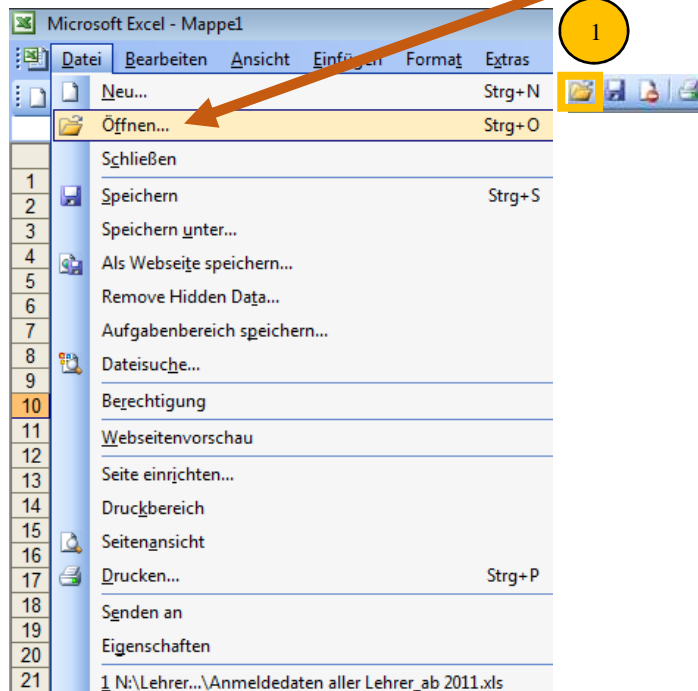 Microsoft Excel - Mappe1
1
Datei Bearbeiten Ansicht Einfügen Format Extras
Neu... Strg+N
Öffnen... Strg+O
Schließen
1
2 Speichern Strg+S
3 Speichern unter...
4 Als Webseite speichern...
5
6 Remove Hidden Data...
7 Aufgabenbereich speichern...
8 Dateisuche...
9
10 Berechtigung
11 Webseitenvorschau
12
13 Seite einrichten...
14 Druckbereich
15 Seitenansicht
16
17 Drucken... Strg+P
18 Senden an
19
20 Eigenschaften
21 1 N:\Lehrer...\Anmeldedaten aller Lehrer_ab 2011.xls